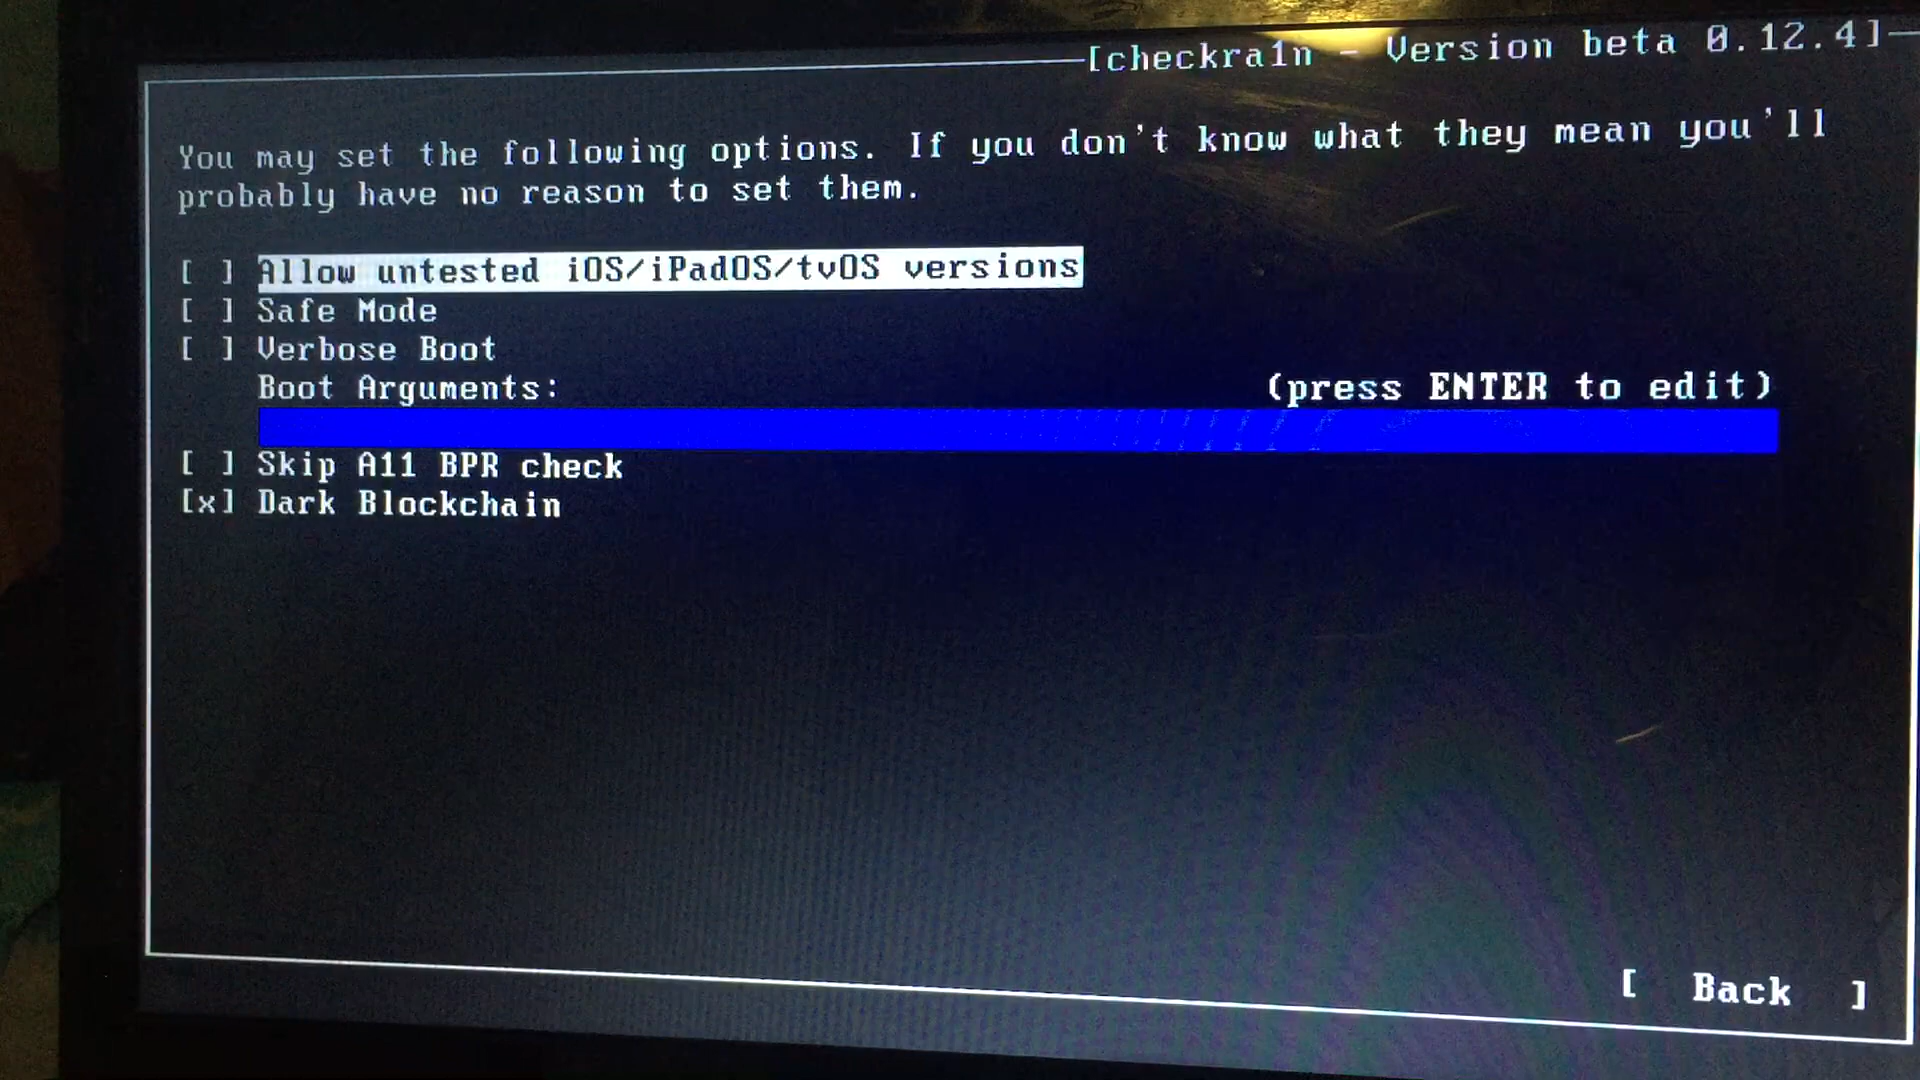 [checkra1n - Version beta 0.12.4]
You may set the following options. If you don't know what they mean you'll
probably have no reason to set them.
[ ] Allow untested iOS/iPadOS/tvOS versions
[ ] Safe Mode
[ ] Verbose Boot
Boot Arguments: (press ENTER to edit)
[ ] Skip A11 BPR check
[x] Dark Blockchain
[ Back ]